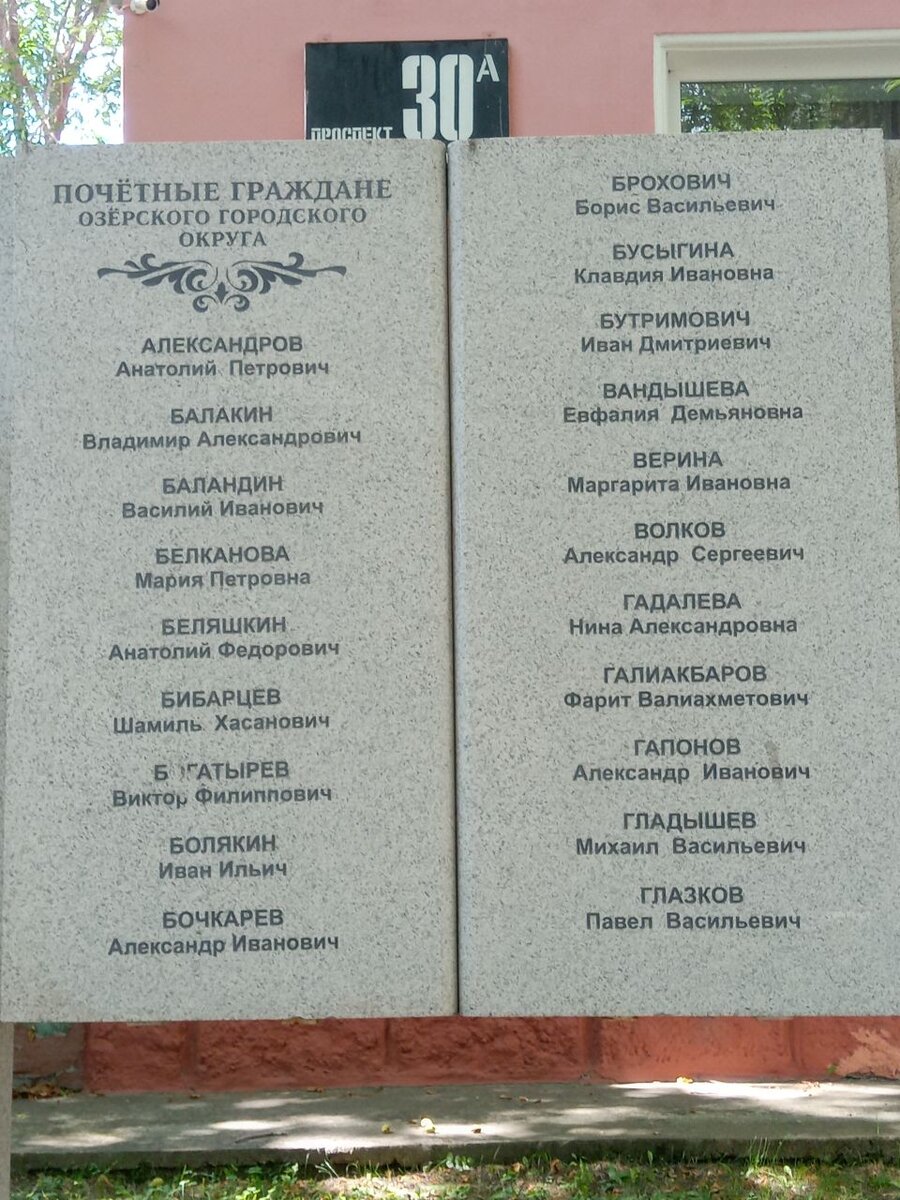 30А
ПРОСПЕКТ
ПОЧЁТНЫЕ ГРАЖДАНЕ
ОЗЁРСКОГО ГОРОДСКОГО
ОКРУГА
АЛЕКСАНДРОВ
Анатолий Петрович
БАЛАКИН
Владимир Александрович
БАЛАНДИН
Василий Иванович
БЕЛКАНОВА
Мария Петровна
БЕЛЯШКИН
Анатолий Федорович
БИБАРЦЕВ
Шамиль Хасанович
БОГАТЫРЕВ
Виктор Филиппович
БОЛЯКИН
Иван Ильич
БОЧКАРЕВ
Александр Иванович
БРОХОВИЧ
Борис Васильевич
БУСЫГИНА
Клавдия Ивановна
БУТРИМОВИЧ
Иван Дмитриевич
ВАНДЫШЕВА
Евфалия Демьяновна
ВЕРИНА
Маргарита Ивановна
ВОЛКОВ
Александр Сергеевич
ГАДАЛЕВА
Нина Александровна
ГАЛИАКБАРОВ
Фарит Валиахметович
ГАПОНОВ
Александр Иванович
ГЛАДЫШЕВ
Михаил Васильевич
ГЛАЗКОВ
Павел Васильевич